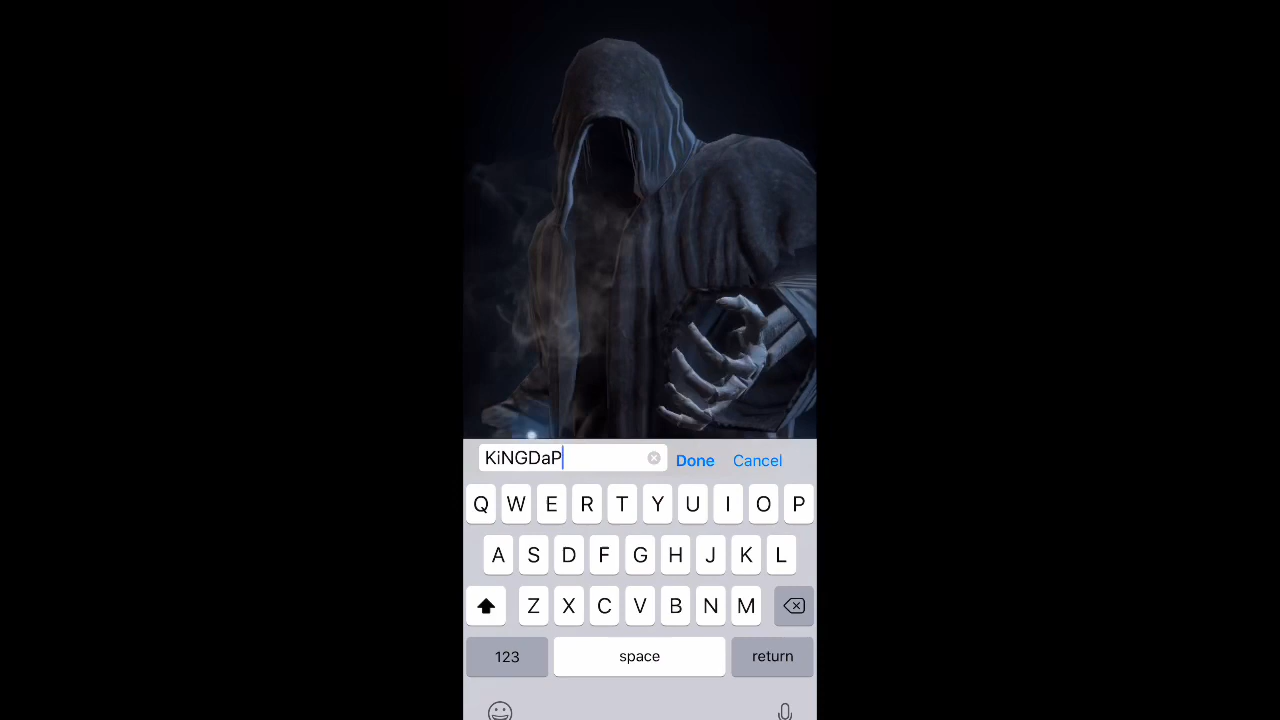 KiNGDaP
Done
Cancel
Q W E R T Y U I O P
A S D F G H J K L
Z X C V B N M
123
space
return